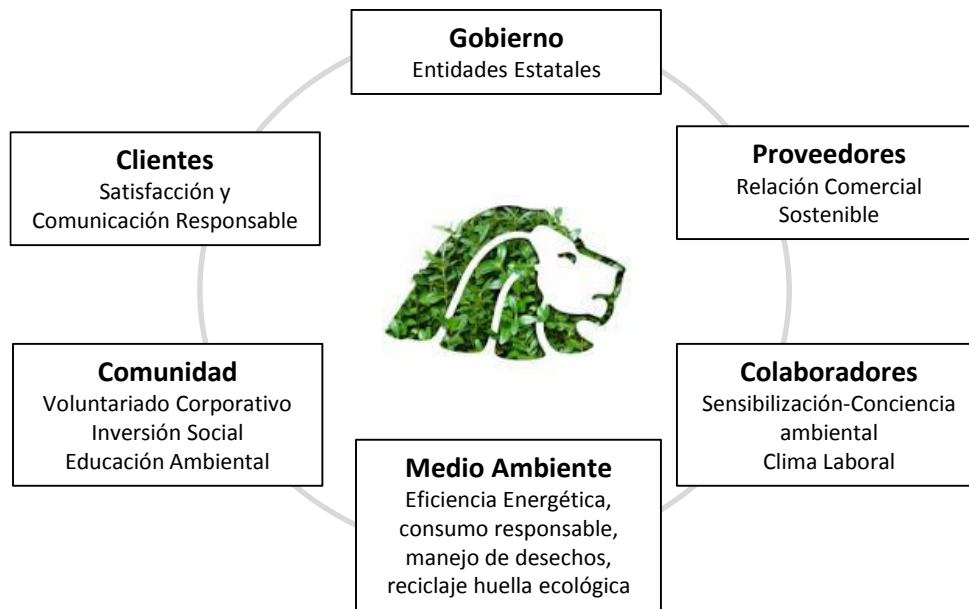 Gobierno
Entidades Estatales
Clientes
Satisfacción y
Comunicación Responsable
Proveedores
Relación Comercial
Sostenible
Comunidad
Voluntariado Corporativo
Inversión Social
Educación Ambiental
Colaboradores
Sensibilización-Conciencia
ambiental
Clima Laboral
Medio Ambiente
Eficiencia Energética,
consumo responsable,
manejo de desechos,
reciclaje huella ecológica